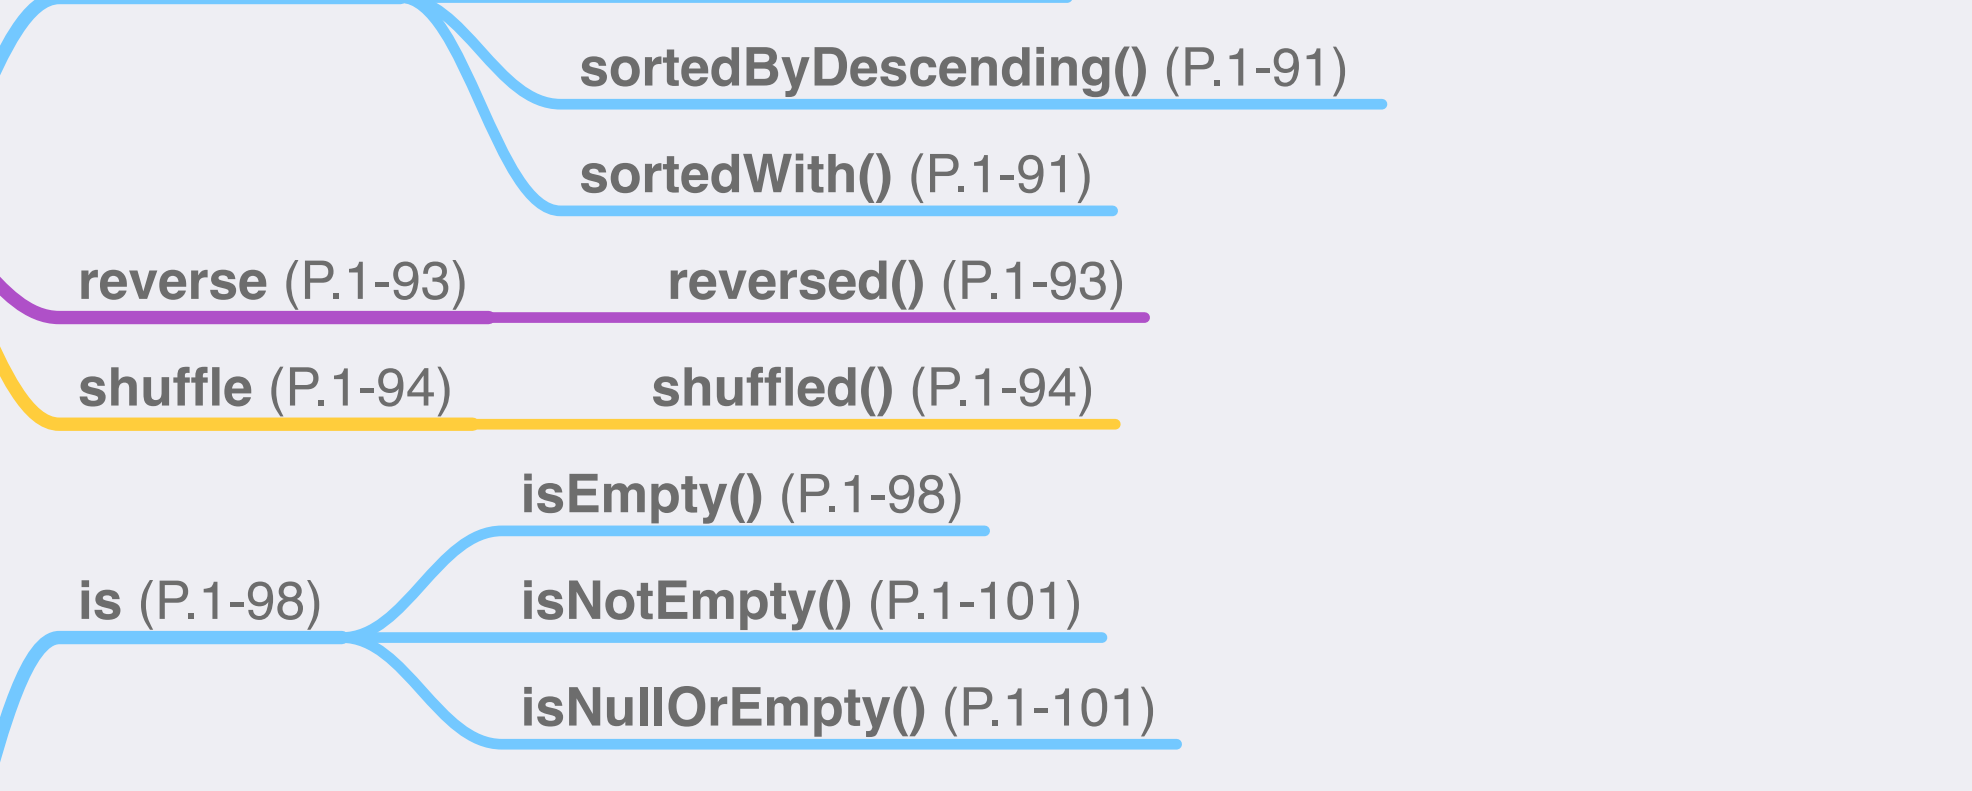 sortedByDescending() (P.1-91)
sortedWith() (P.1-91)
reverse (P.1-93) reversed() (P.1-93)
shuffle (P.1-94) shuffled() (P.1-94)
isEmpty() (P.1-98)
is (P.1-98) isNotEmpty() (P.1-101)
isNullOrEmpty() (P.1-101)